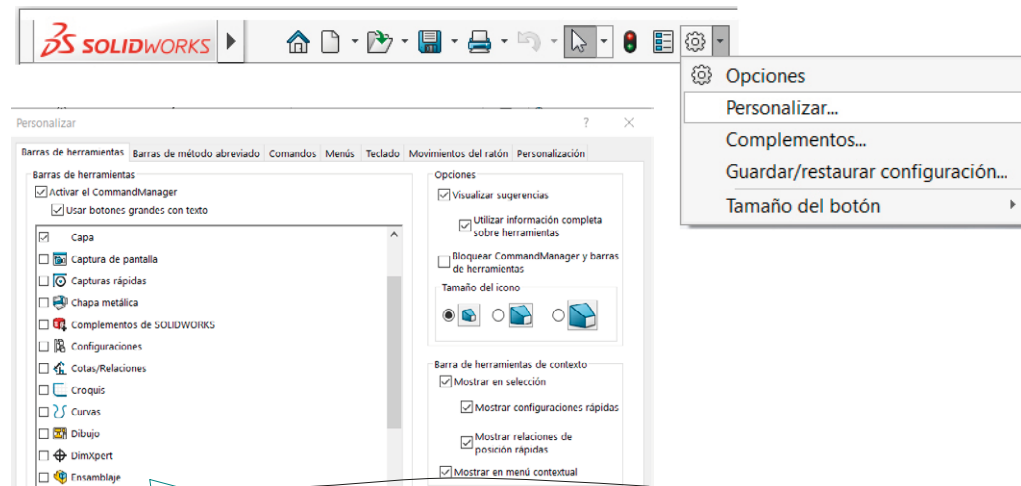 SOLIDWORKS
Opciones
Personalizar...
Complementos...
Guardar/restaurar configuración...
Tamaño del botón
Personalizar
Barras de herramientas Barras de método abreviado Comandos Menús Teclado Movimientos del ratón Personalización
Barras de herramientas
Activar el CommandManager
Usar botones grandes con texto
Capa
Captura de pantalla
Capturas rápidas
Chapa metálica
Complementos de SOLIDWORKS
Configuraciones
Cotas/Relaciones
Croquis
Curvas
Dibujo
DimXpert
Ensamblaje
Opciones
Visualizar sugerencias
Utilizar información completa
sobre herramientas
Bloquear CommandManager y barras
de herramientas
Tamaño del icono
Barra de herramientas de contexto
Mostrar en selección
Mostrar configuraciones rápidas
Mostrar relaciones de
posición rápidas
Mostrar en menú contextual